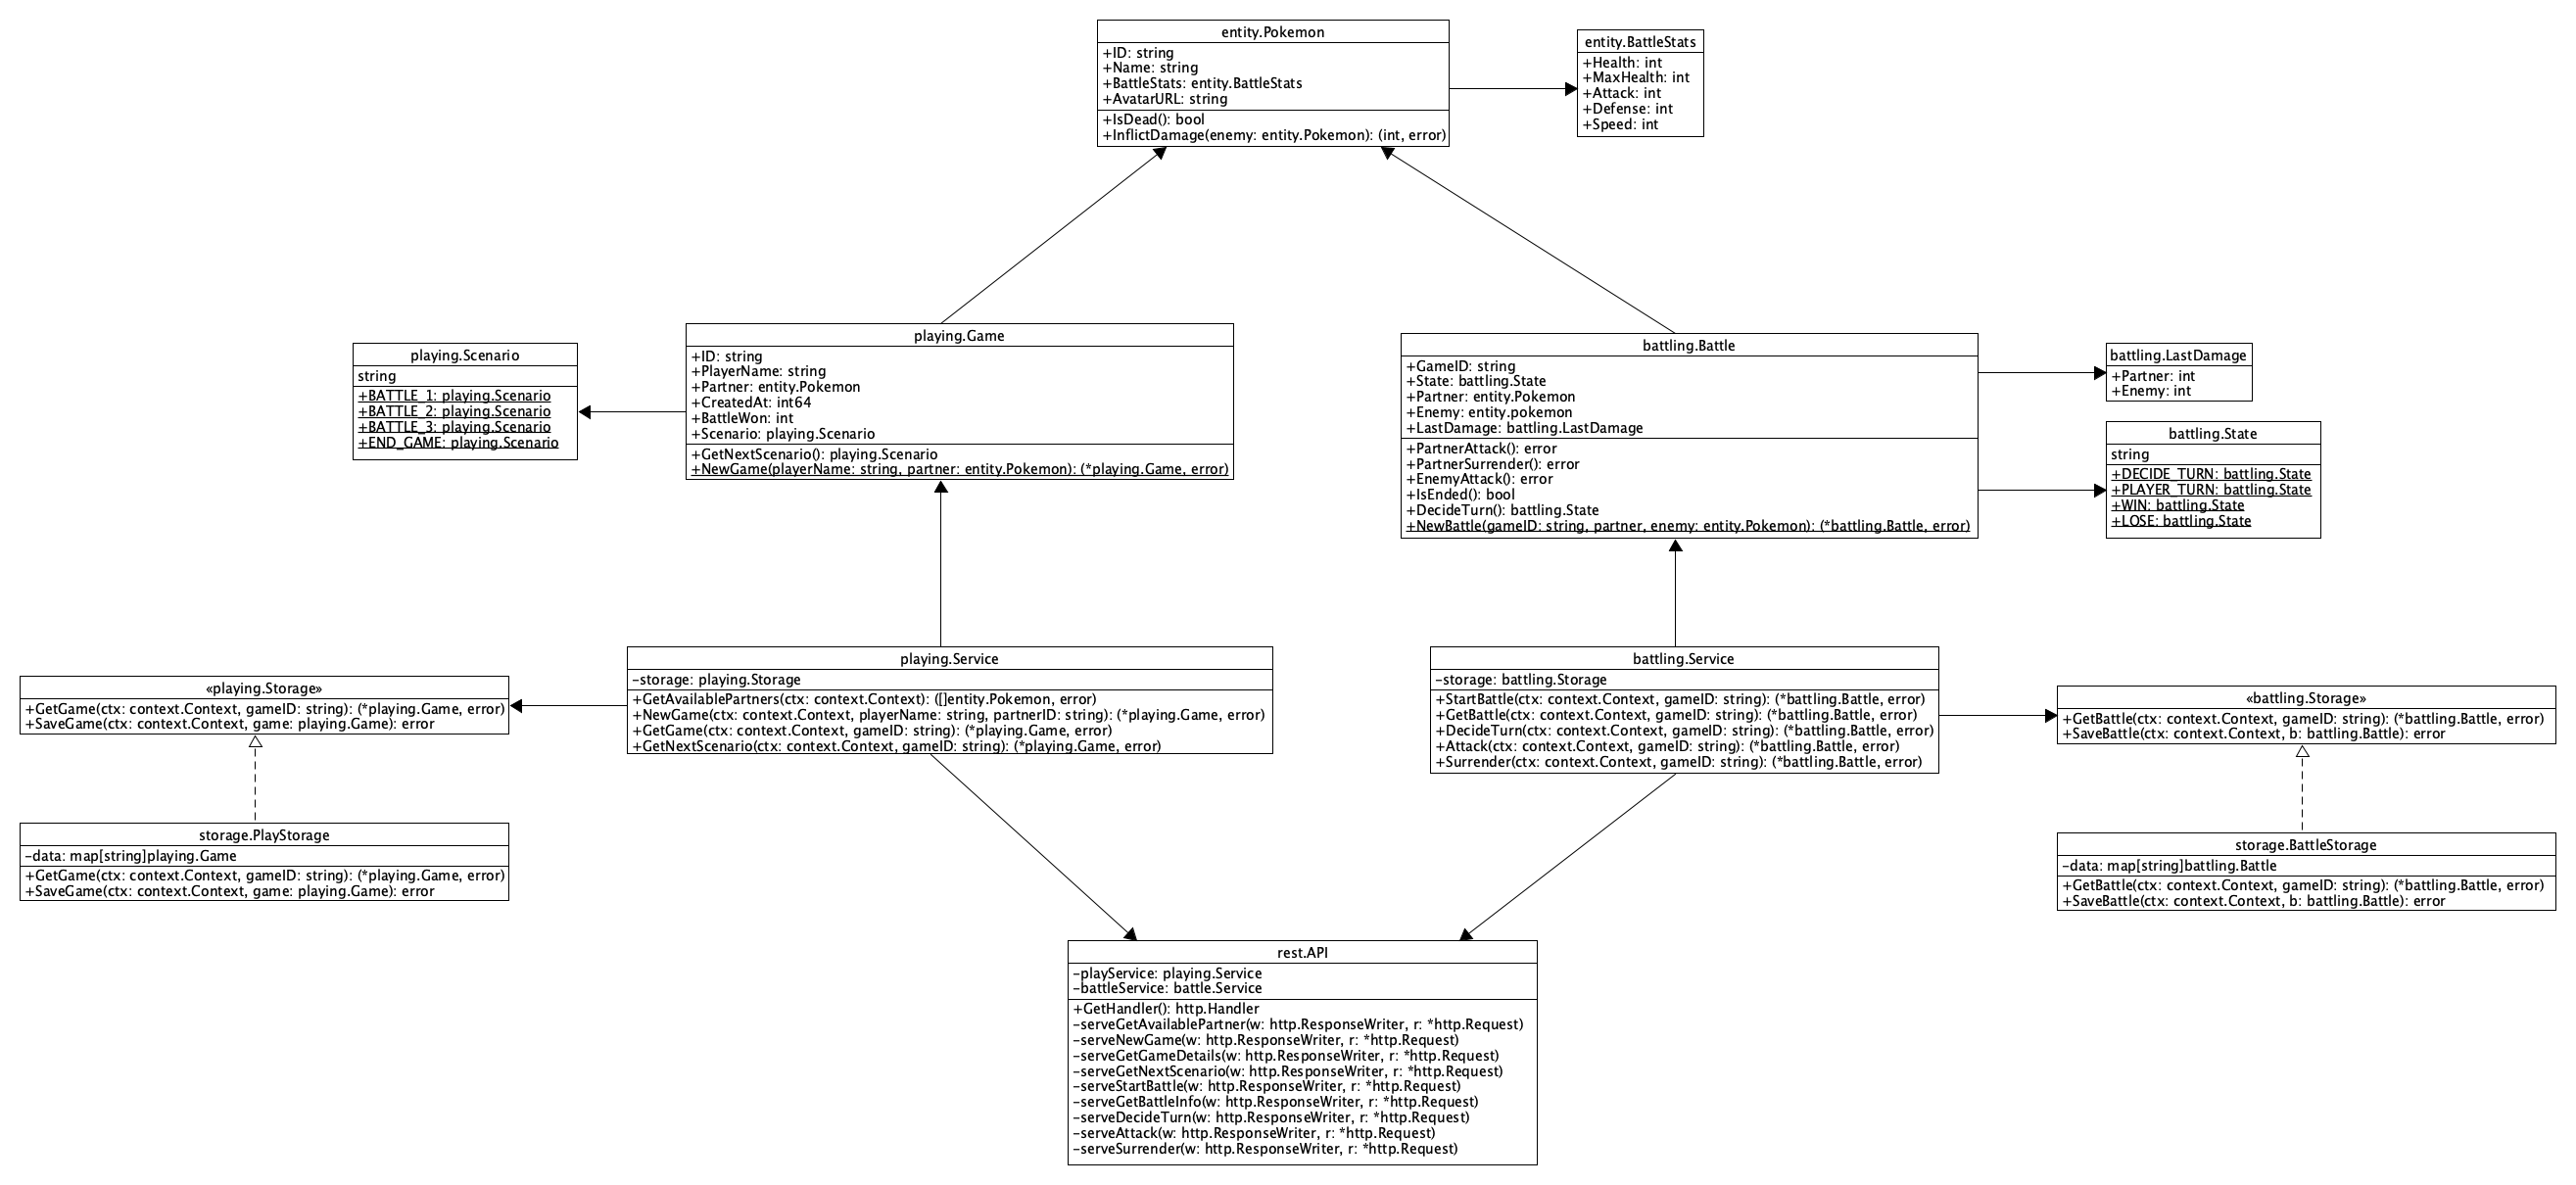 entity.Pokemon
+ID: string
+Name: string
+BattleStats: entity.BattleStats
+AvatarURL: string
+IsDead(): bool
+InflictDamage(enemy: entity.Pokemon): (int, error)
entity.BattleStats
+Health: int
+MaxHealth: int
+Attack: int
+Defense: int
+Speed: int
playing.Scenario
string
+BATTLE_1: playing.Scenario
+BATTLE_2: playing.Scenario
+BATTLE_3: playing.Scenario
+END_GAME: playing.Scenario
playing.Game
+ID: string
+PlayerName: string
+Partner: entity.Pokemon
+CreatedAt: int64
+BattleWon: int
+Scenario: playing.Scenario
+GetNextScenario(): playing.Scenario
+NewGame(playerName: string, partner: entity.Pokemon): (*playing.Game, error)
battling.Battle
+GameID: string
+State: battling.State
+Partner: entity.Pokemon
+Enemy: entity.pokemon
+LastDamage: battling.LastDamage
+PartnerAttack(): error
+PartnerSurrender(): error
+EnemyAttack(): error
+IsEnded(): bool
+DecideTurn(): battling.State
+NewBattle(gameID: string, partner, enemy: entity.Pokemon): (*battling.Battle, error)
battling.LastDamage
+Partner: int
+Enemy: int
battling.State
string
+DECIDE_TURN: battling.State
+PLAYER_TURN: battling.State
+WIN: battling.State
+LOSE: battling.State
«playing.Storage»
+GetGame(ctx: context.Context, gameID: string): (*playing.Game, error)
+SaveGame(ctx: context.Context, game: playing.Game): error
playing.Service
-storage: playing.Storage
+GetAvailablePartners(ctx: context.Context): ([]entity.Pokemon, error)
+NewGame(ctx: context.Context, playerName: string, partnerID: string): (*playing.Game, error)
+GetGame(ctx: context.Context, gameID: string): (*playing.Game, error)
+GetNextScenario(ctx: context.Context, gameID: string): (*playing.Game, error)
battling.Service
-storage: battling.Storage
+StartBattle(ctx: context.Context, gameID: string): (*battling.Battle, error)
+GetBattle(ctx: context.Context, gameID: string): (*battling.Battle, error)
+DecideTurn(ctx: context.Context, gameID: string): (*battling.Battle, error)
+Attack(ctx: context.Context, gameID: string): (*battling.Battle, error)
+Surrender(ctx: context.Context, gameID: string): (*battling.Battle, error)
«battling.Storage»
+GetBattle(ctx: context.Context, gameID: string): (*battling.Battle, error)
+SaveBattle(ctx: context.Context, b: battling.Battle): error
storage.PlayStorage
-data: map[string]playing.Game
+GetGame(ctx: context.Context, gameID: string): (*playing.Game, error)
+SaveGame(ctx: context.Context, game: playing.Game): error
storage.BattleStorage
-data: map[string]battling.Battle
+GetBattle(ctx: context.Context, gameID: string): (*battling.Battle, error)
+SaveBattle(ctx: context.Context, b: battling.Battle): error
rest.API
-playService: playing.Service
-battleService: battle.Service
+GetHandler(): http.Handler
-serveGetAvailablePartner(w: http.ResponseWriter, r: *http.Request)
-serveNewGame(w: http.ResponseWriter, r: *http.Request)
-serveGetGameDetails(w: http.ResponseWriter, r: *http.Request)
-serveGetNextScenario(w: http.ResponseWriter, r: *http.Request)
-serveStartBattle(w: http.ResponseWriter, r: *http.Request)
-serveGetBattleInfo(w: http.ResponseWriter, r: *http.Request)
-serveDecideTurn(w: http.ResponseWriter, r: *http.Request)
-serveAttack(w: http.ResponseWriter, r: *http.Request)
-serveSurrender(w: http.ResponseWriter, r: *http.Request)